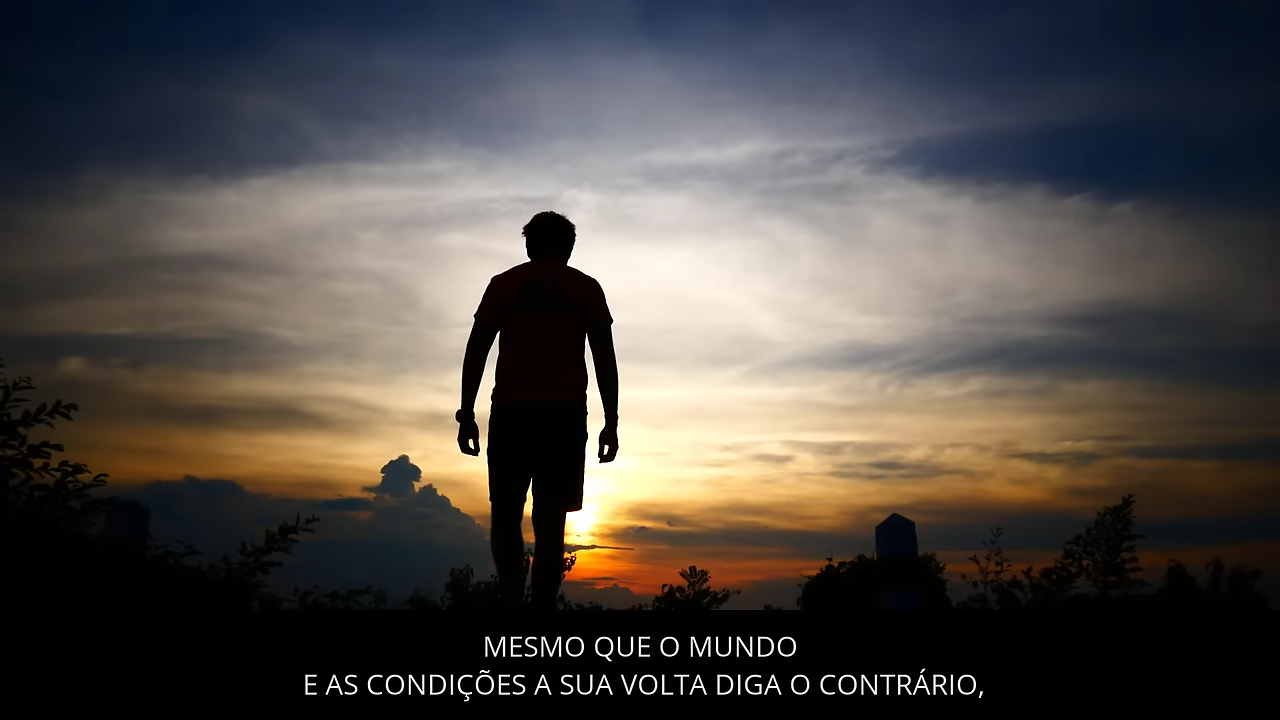 MESMO QUE O MUNDO
E AS CONDIÇÕES A SUA VOLTA DIGA O CONTRÁRIO,